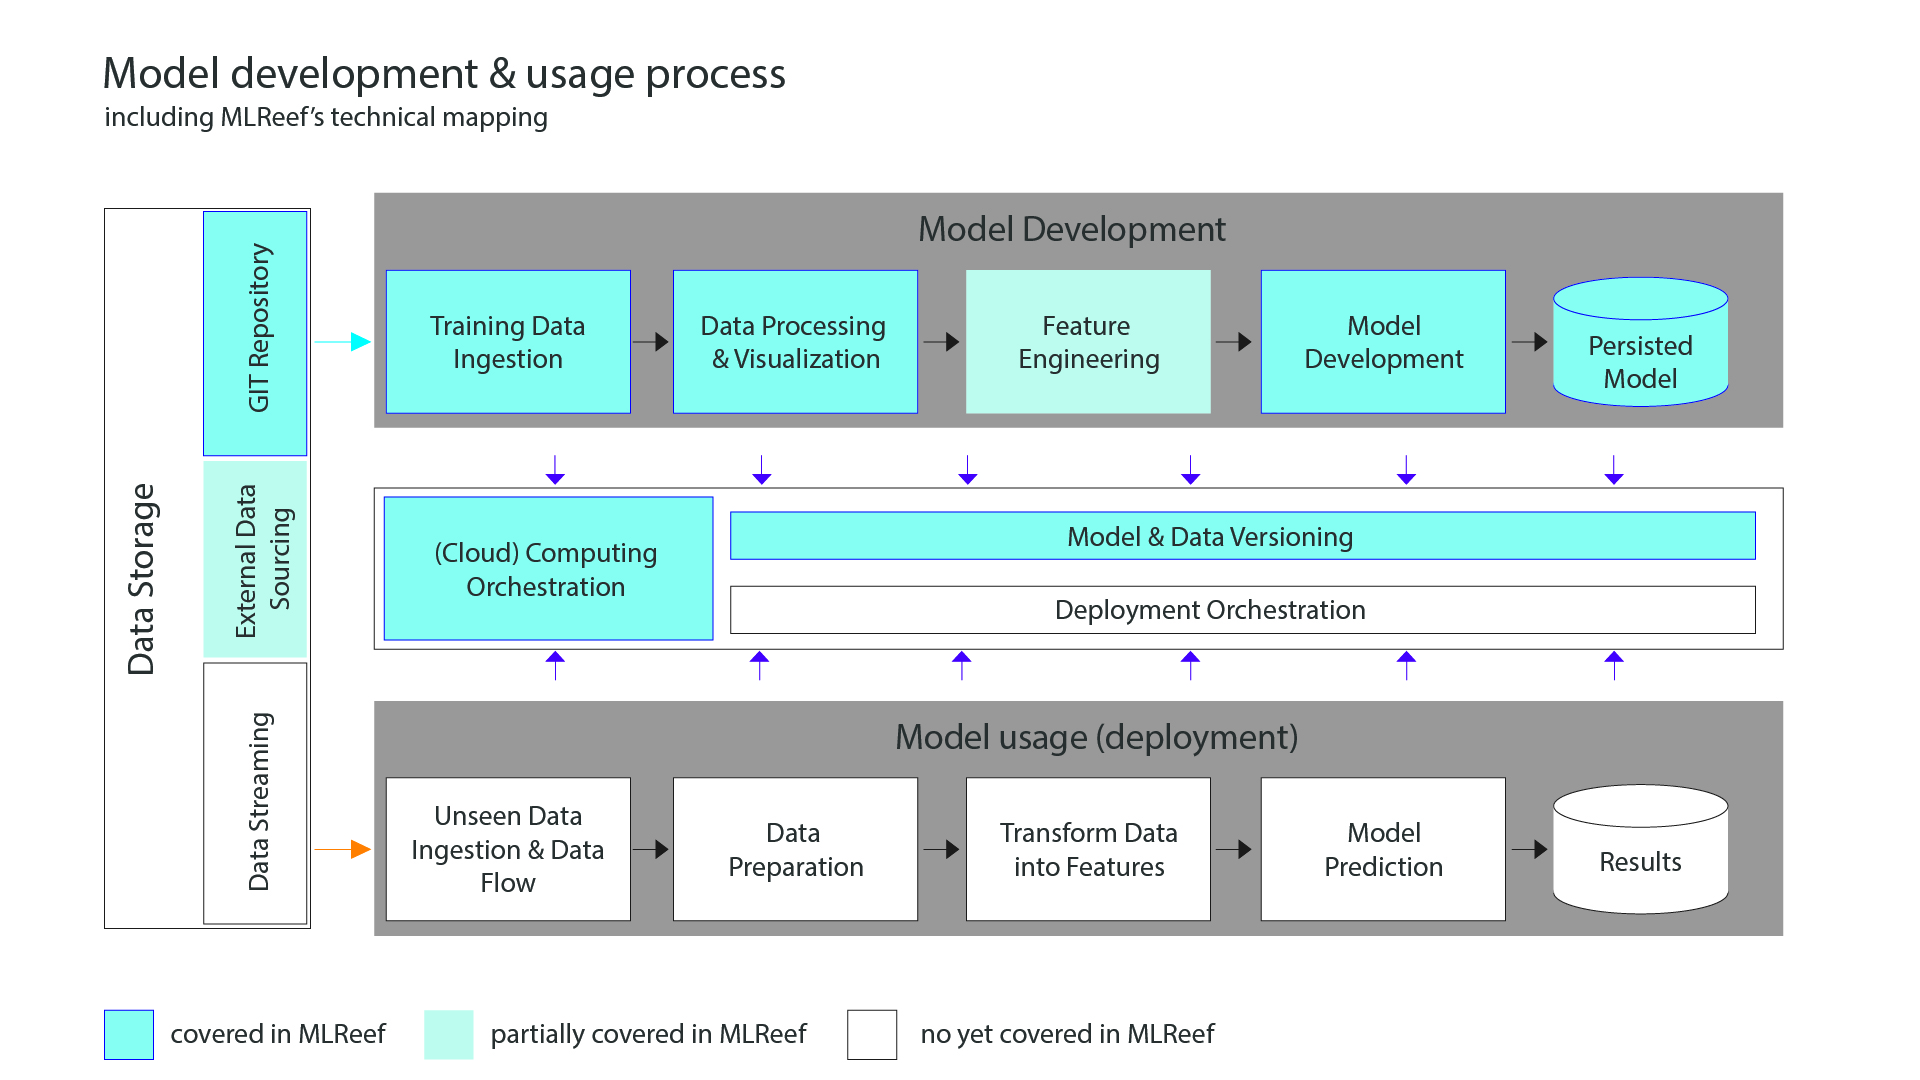 Model development & usage process
including MLReef’s technical mapping
Data Storage
GIT Repository
External Data
Sourcing
Data Streaming
Model Development
Training Data
Ingestion
Data Processing
& Visualization
Feature
Engineering
Model
Development
Persisted
Model
(Cloud) Computing
Orchestration
Model & Data Versioning
Deployment Orchestration
Model usage (deployment)
Unseen Data
Ingestion & Data
Flow
Data
Preparation
Transform Data
into Features
Model
Prediction
Results
covered in MLReef
partially covered in MLReef
no yet covered in MLReef